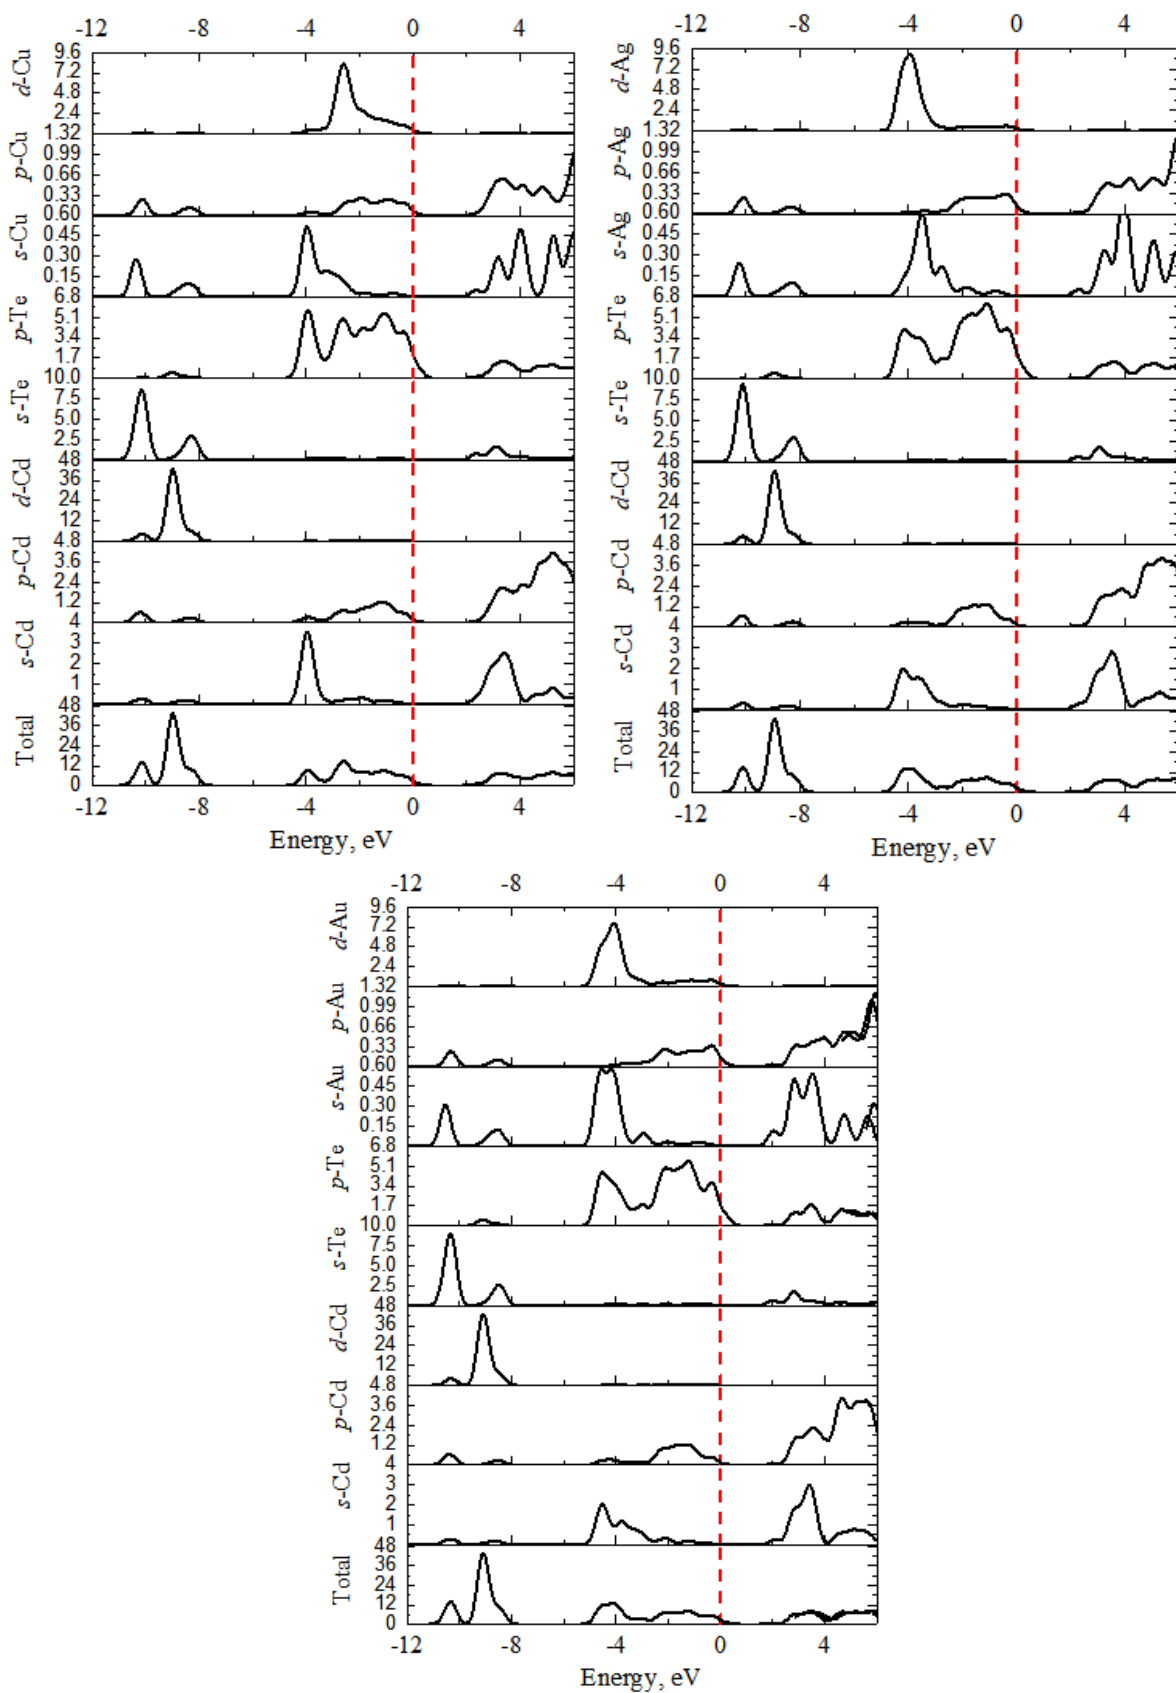 -12 -8 -4 0 4
d-Cu 9.6 7.2 4.8 2.4
p-Cu 1.32 0.99 0.66 0.33
s-Cu 0.60 0.45 0.30 0.15
p-Te 6.8 5.1 3.4 1.7
s-Te 10.0 7.5 5.0 2.5
d-Cd 48 36 24 12
p-Cd 4.8 3.6 2.4 1.2
s-Cd 4 3 2 1
Total 48 36 24 12 0
-12 -8 -4 0 4
Energy, eV
-12 -8 -4 0 4
d-Ag 9.6 7.2 4.8 2.4
p-Ag 1.32 0.99 0.66 0.33
s-Ag 0.60 0.45 0.30 0.15
p-Te 6.8 5.1 3.4 1.7
s-Te 10.0 7.5 5.0 2.5
d-Cd 48 36 24 12
p-Cd 4.8 3.6 2.4 1.2
s-Cd 4 3 2 1
Total 48 36 24 12 0
-12 -8 -4 0 4
Energy, eV
-12 -8 -4 0 4
d-Au 9.6 7.2 4.8 2.4
p-Au 1.32 0.99 0.66 0.33
s-Au 0.60 0.45 0.30 0.15
p-Te 6.8 5.1 3.4 1.7
s-Te 10.0 7.5 5.0 2.5
d-Cd 48 36 24 12
p-Cd 4.8 3.6 2.4 1.2
s-Cd 4 3 2 1
Total 48 36 24 12 0
-12 -8 -4 0 4
Energy, eV